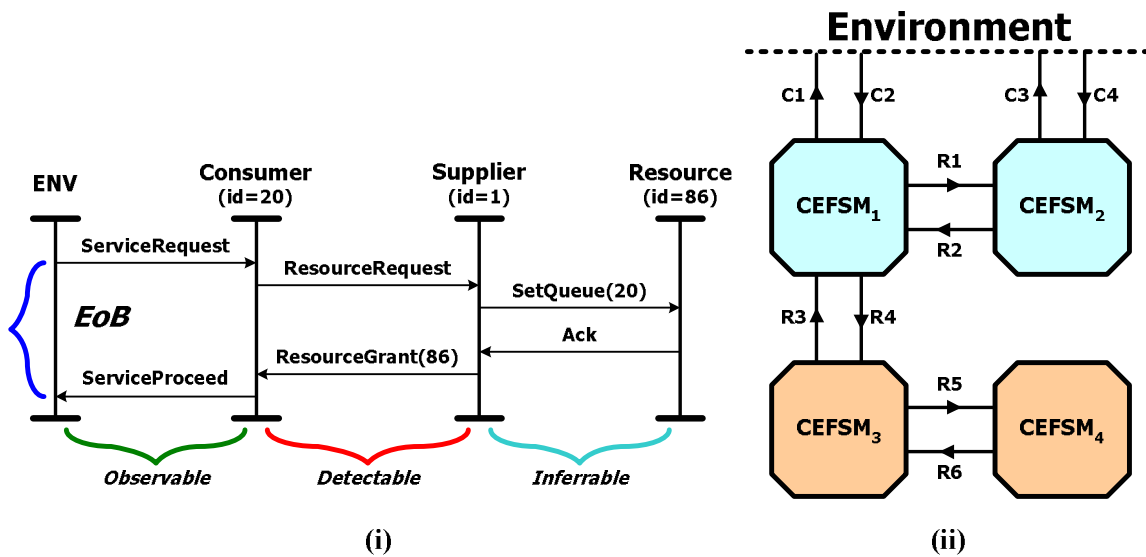 Environment
C1
C2
C3
C4
ENV
Consumer
(id=20)
Supplier
(id=1)
Resource
(id=86)
ServiceRequest
ResourceRequest
SetQueue(20)
EoB
Ack
ResourceGrant(86)
ServiceProceed
Observable
Detectable
Inferrable
(i)
CEFSM1
R1
CEFSM2
R2
R3
R4
CEFSM3
R5
CEFSM4
R6
(ii)